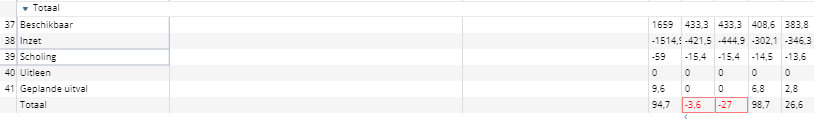 Totaal
37 Beschikbaar 1659 433,3 433,3 408,6 383,8
38 Inzet -1514,9 -421,5 -444,9 -302,1 -346,3
39 Scholing -59 -15,4 -15,4 -14,5 -13,6
40 Uitleen 0 0 0 0 0
41 Geplande uitval 9,6 0 0 6,8 2,8
Totaal 94,7 -3,6 -27 98,7 26,6